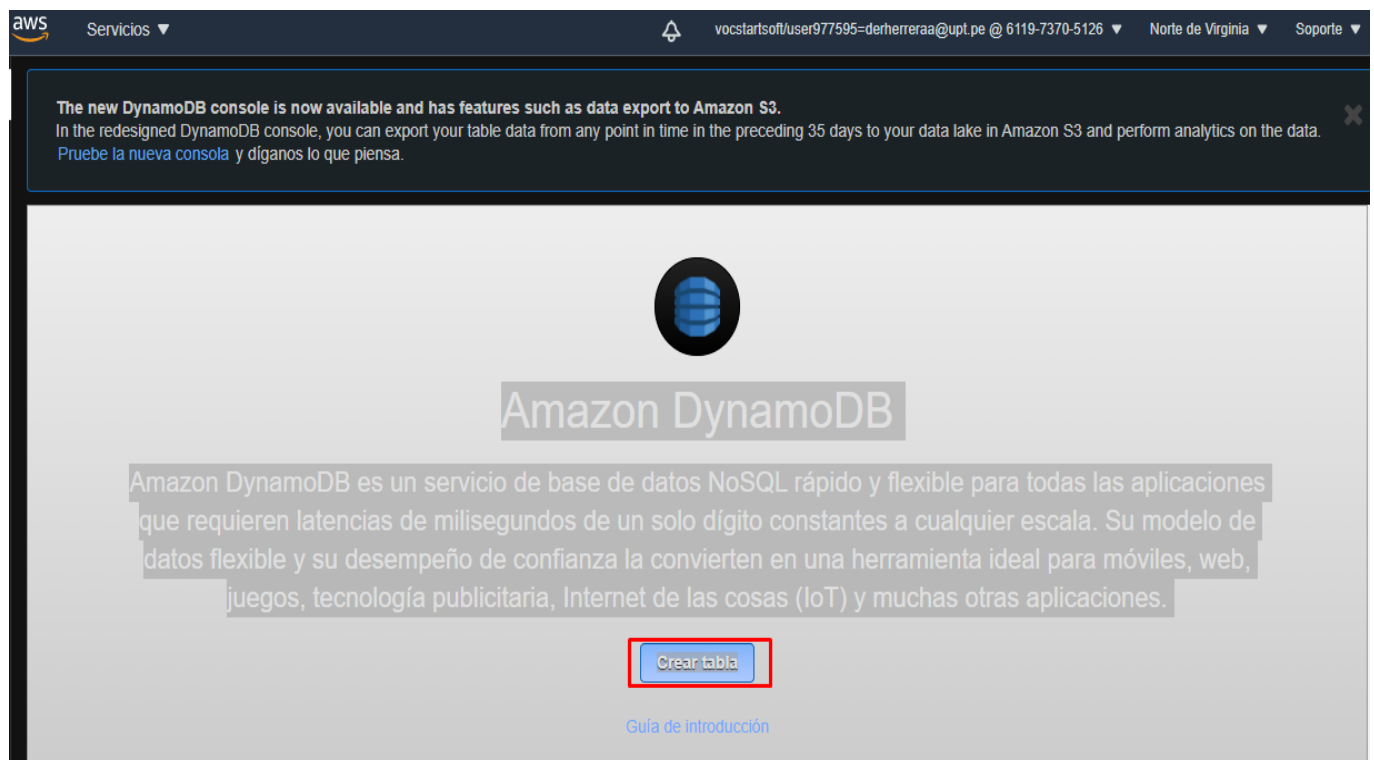 aws
Servicios ▼
vocstartsoft/user977595=derherreraa@upt.pe @ 6119-7370-5126 ▼
Norte de Virginia ▼
Soporte ▼
The new DynamoDB console is now available and has features such as data export to Amazon S3.
In the redesigned DynamoDB console, you can export your table data from any point in time in the preceding 35 days to your data lake in Amazon S3 and perform analytics on the data.
Pruebe la nueva consola y díganos lo que piensa.
Amazon DynamoDB
Amazon DynamoDB es un servicio de base de datos NoSQL rápido y flexible para todas las aplicaciones
que requieren latencias de milisegundos de un solo dígito constantes a cualquier escala. Su modelo de
datos flexible y su desempeño de confianza la convierten en una herramienta ideal para móviles, web,
juegos, tecnología publicitaria, Internet de las cosas (IoT) y muchas otras aplicaciones.
Crear tabla
Guía de introducción